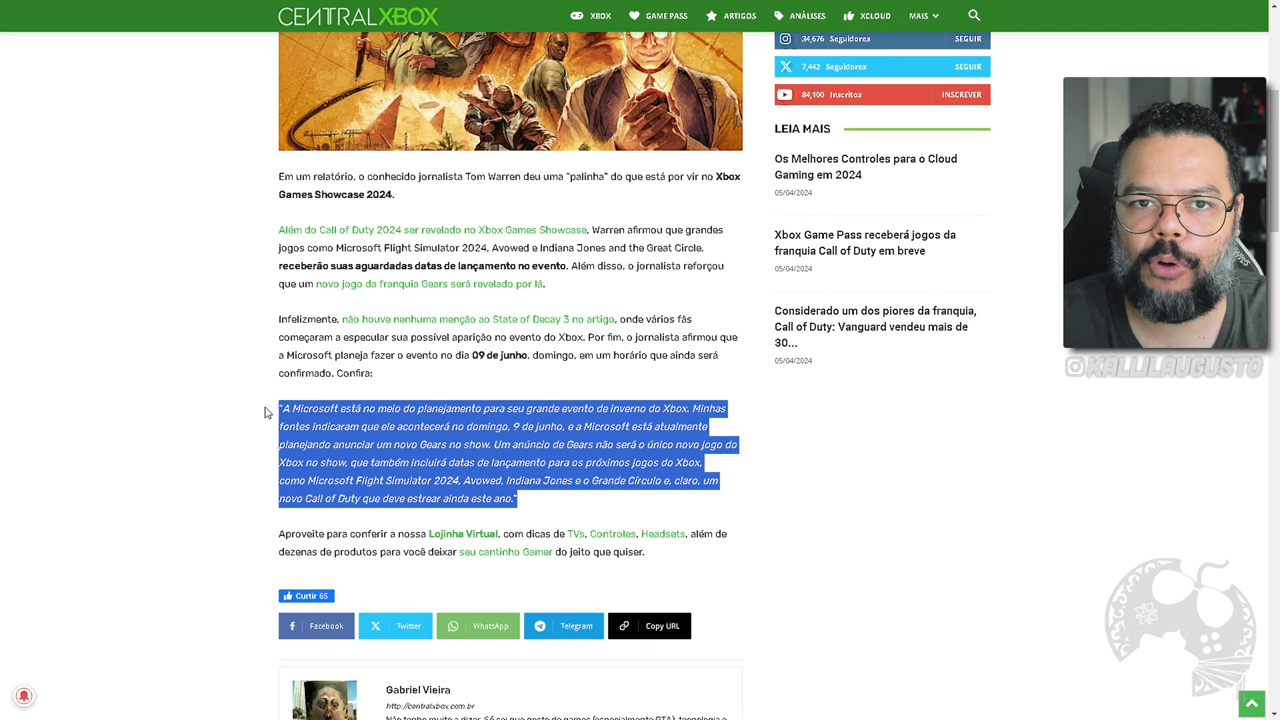 CENTRALXBOX
XBOX
GAME PASS
ARTIGOS
ANÁLISES
XCLOUD
MAIS
34,676 Seguidores
SEGUIR
7,442 Seguidores
SEGUIR
84,100 Inscritos
INSCREVER
Em um relatório, o conhecido jornalista Tom Warren deu uma "palinha" do que está por vir no Xbox
Games Showcase 2024.
Além do Call of Duty 2024 ser revelado no Xbox Games Showcase, Warren afirmou que grandes
jogos como Microsoft Flight Simulator 2024, Avowed e Indiana Jones and the Great Circle,
receberão suas aguardadas datas de lançamento no evento. Além disso, o jornalista reforçou
que um novo jogo da franquia Gears será revelado por lá.
Infelizmente, não houve nenhuma menção ao State of Decay 3 no artigo, onde vários fãs
começaram a especular sua possível aparição no evento do Xbox. Por fim, o jornalista afirmou que
a Microsoft planeja fazer o evento no dia 09 de junho, domingo, em um horário que ainda será
confirmado. Confira:
"A Microsoft está no meio do planejamento para seu grande evento de inverno do Xbox. Minhas
fontes indicaram que ele acontecerá no domingo, 9 de junho, e a Microsoft está atualmente
planejando anunciar um novo Gears no show. Um anúncio de Gears não será o único novo jogo do
Xbox no show, que também incluirá datas de lançamento para os próximos jogos do Xbox,
como Microsoft Flight Simulator 2024, Avowed, Indiana Jones e o Grande Círculo e, claro, um
novo Call of Duty que deve estrear ainda este ano."
Aproveite para conferir a nossa Lojinha Virtual, com dicas de TVs, Controles, Headsets, além de
dezenas de produtos para você deixar seu cantinho Gamer do jeito que quiser.
Curtir 65
Facebook
Twitter
WhatsApp
Telegram
Copy URL
Gabriel Vieira
http://centralxbox.com.br
Não tenho muito a dizer. Só sei que gosto de games (especialmente GTA), tecnologia e
LEIA MAIS
Os Melhores Controles para o Cloud
Gaming em 2024
05/04/2024
Xbox Game Pass receberá jogos da
franquia Call of Duty em breve
05/04/2024
Considerado um dos piores da franquia,
Call of Duty: Vanguard vendeu mais de
30...
05/04/2024
KALLILAUGUSTO